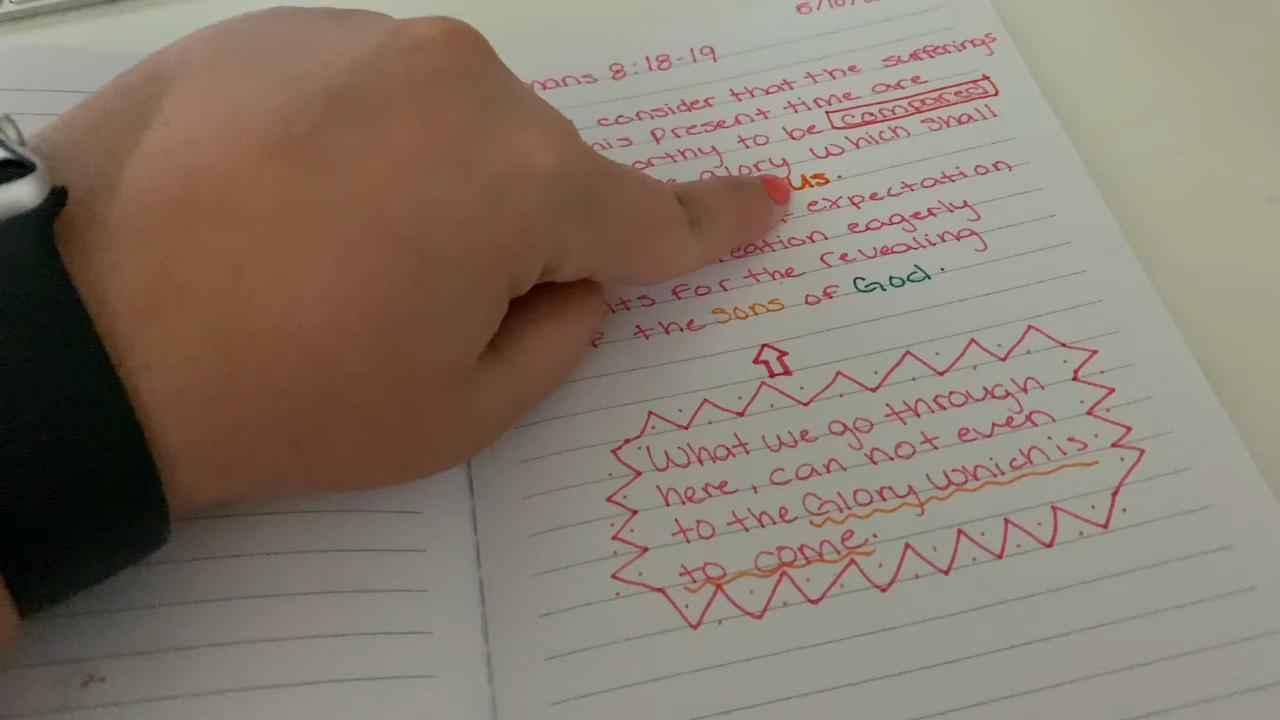 8:18-19
consider that the sufferings
present time are
to be compared
glory which shall
us.
expectation
eagerly
for the revealing
the sons of God.
What we go through
here, can not even
to the Glory which is
to come.